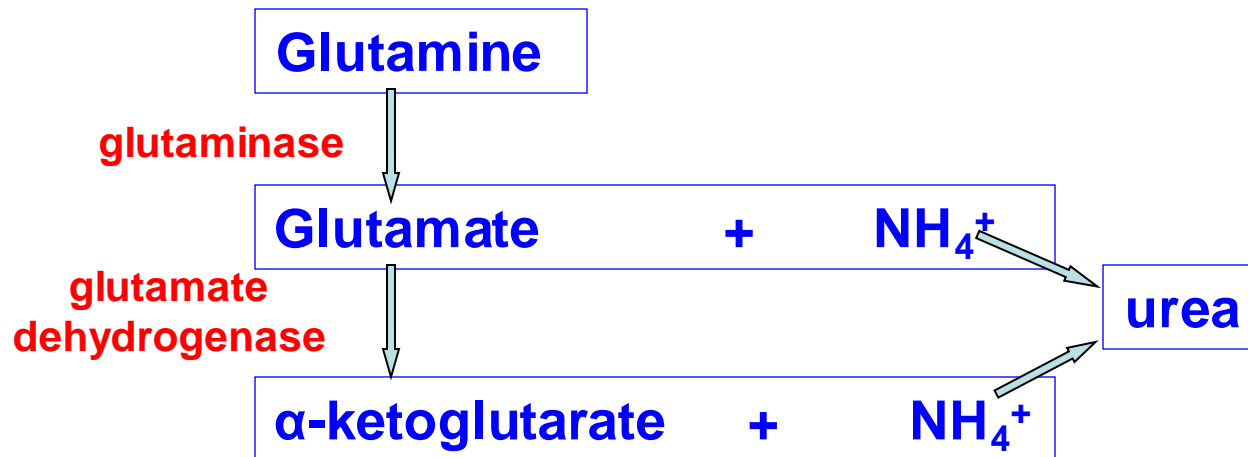 Glutamine
glutaminase
Glutamate + NH₄⁺
glutamate
dehydrogenase
urea
α-ketoglutarate + NH₄⁺